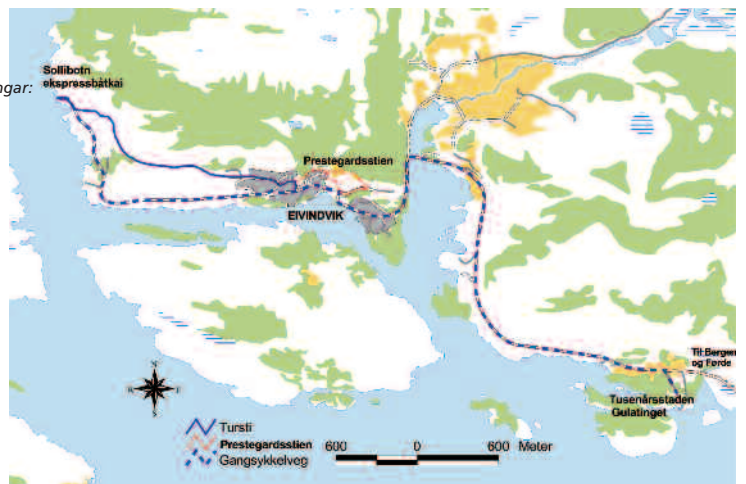 Sollibotn
ekspressbåtkai
ngar:
Prestegardsstien
EIVINDVIK
Til Bergen
og Førde
Tusenårsstaden
Gulatinget
N
Tursti
Prestegardsstien
Gangsykkelveg
600 0 600 Meter